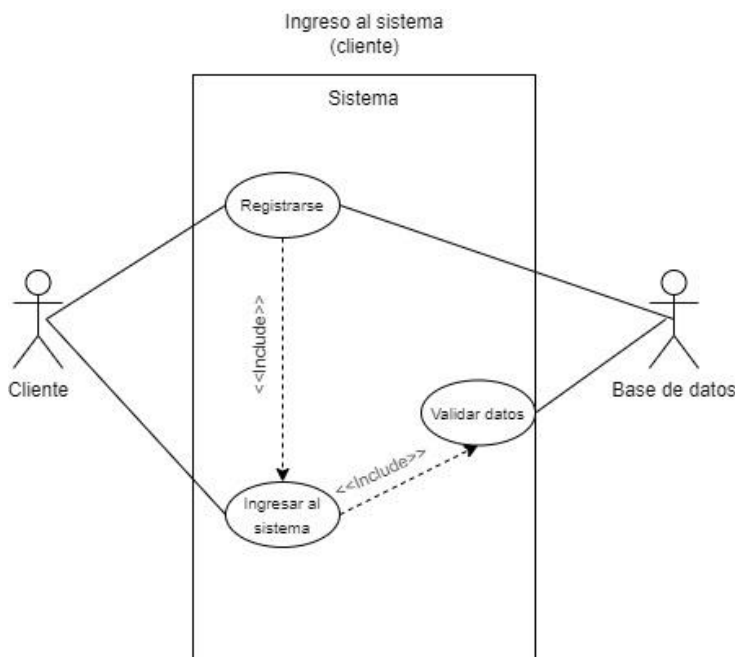 Ingreso al sistema
(cliente)
Sistema
Registrarse
<<Include>>
Cliente
Base de datos
Validar datos
<<Include>>
Ingresar al
sistema